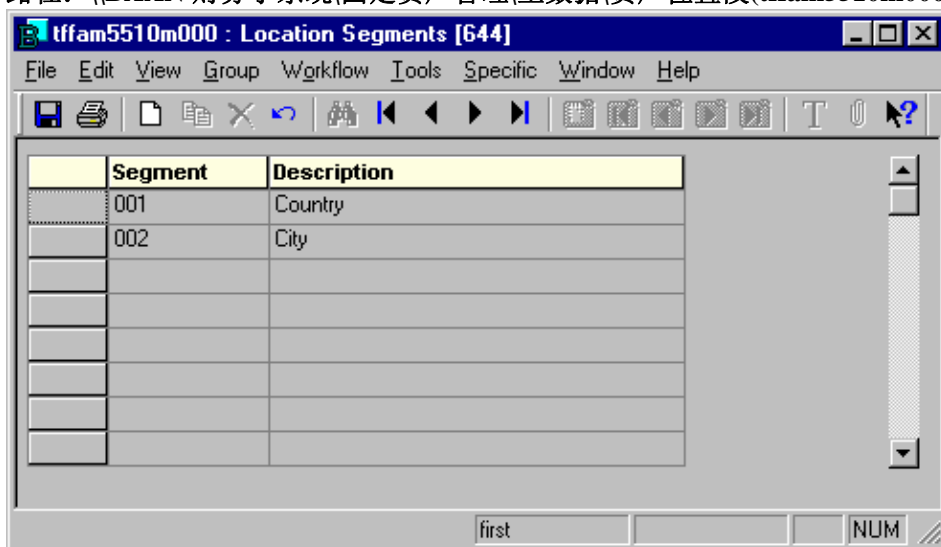 tffam5510m000 : Location Segments [644]
File Edit View Group Workflow Tools Specific Window Help
T ?
Segment Description
001 Country
002 City
first NUM